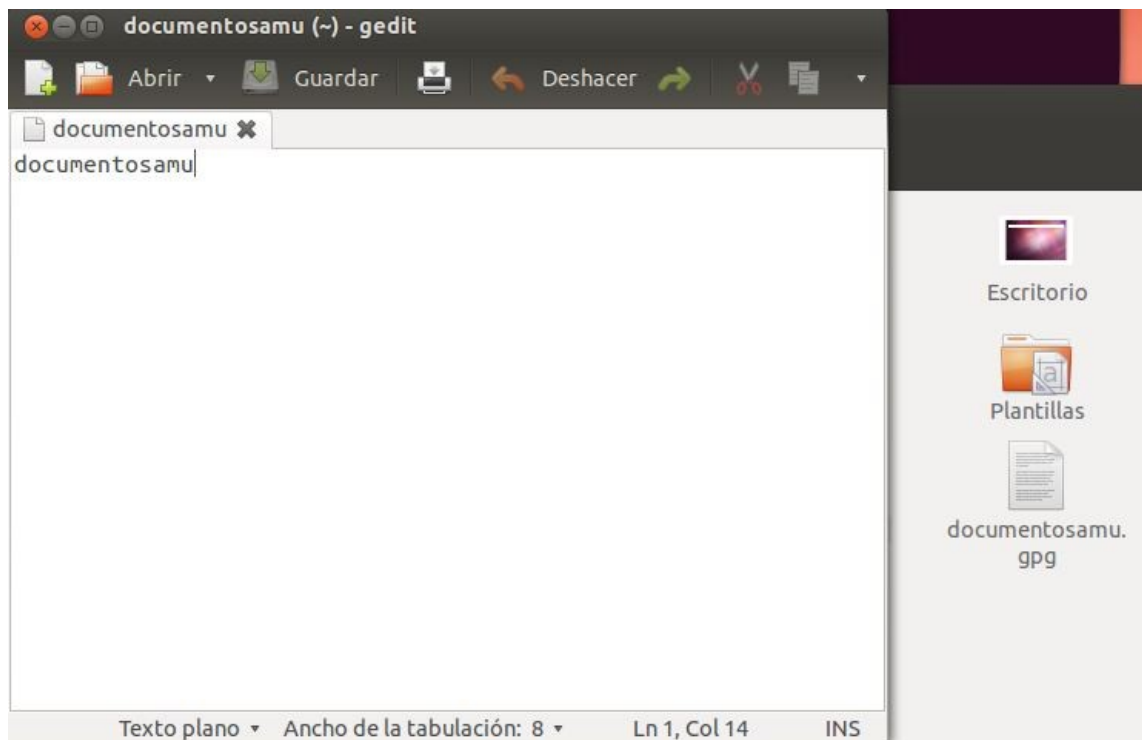 documentosamu (~) - gedit
Abrir Guardar Deshacer
documentosamu
documentosamu
Texto plano Ancho de la tabulación: 8 Ln 1, Col 14 INS
Escritorio
Plantillas
documentosamu.
gpg